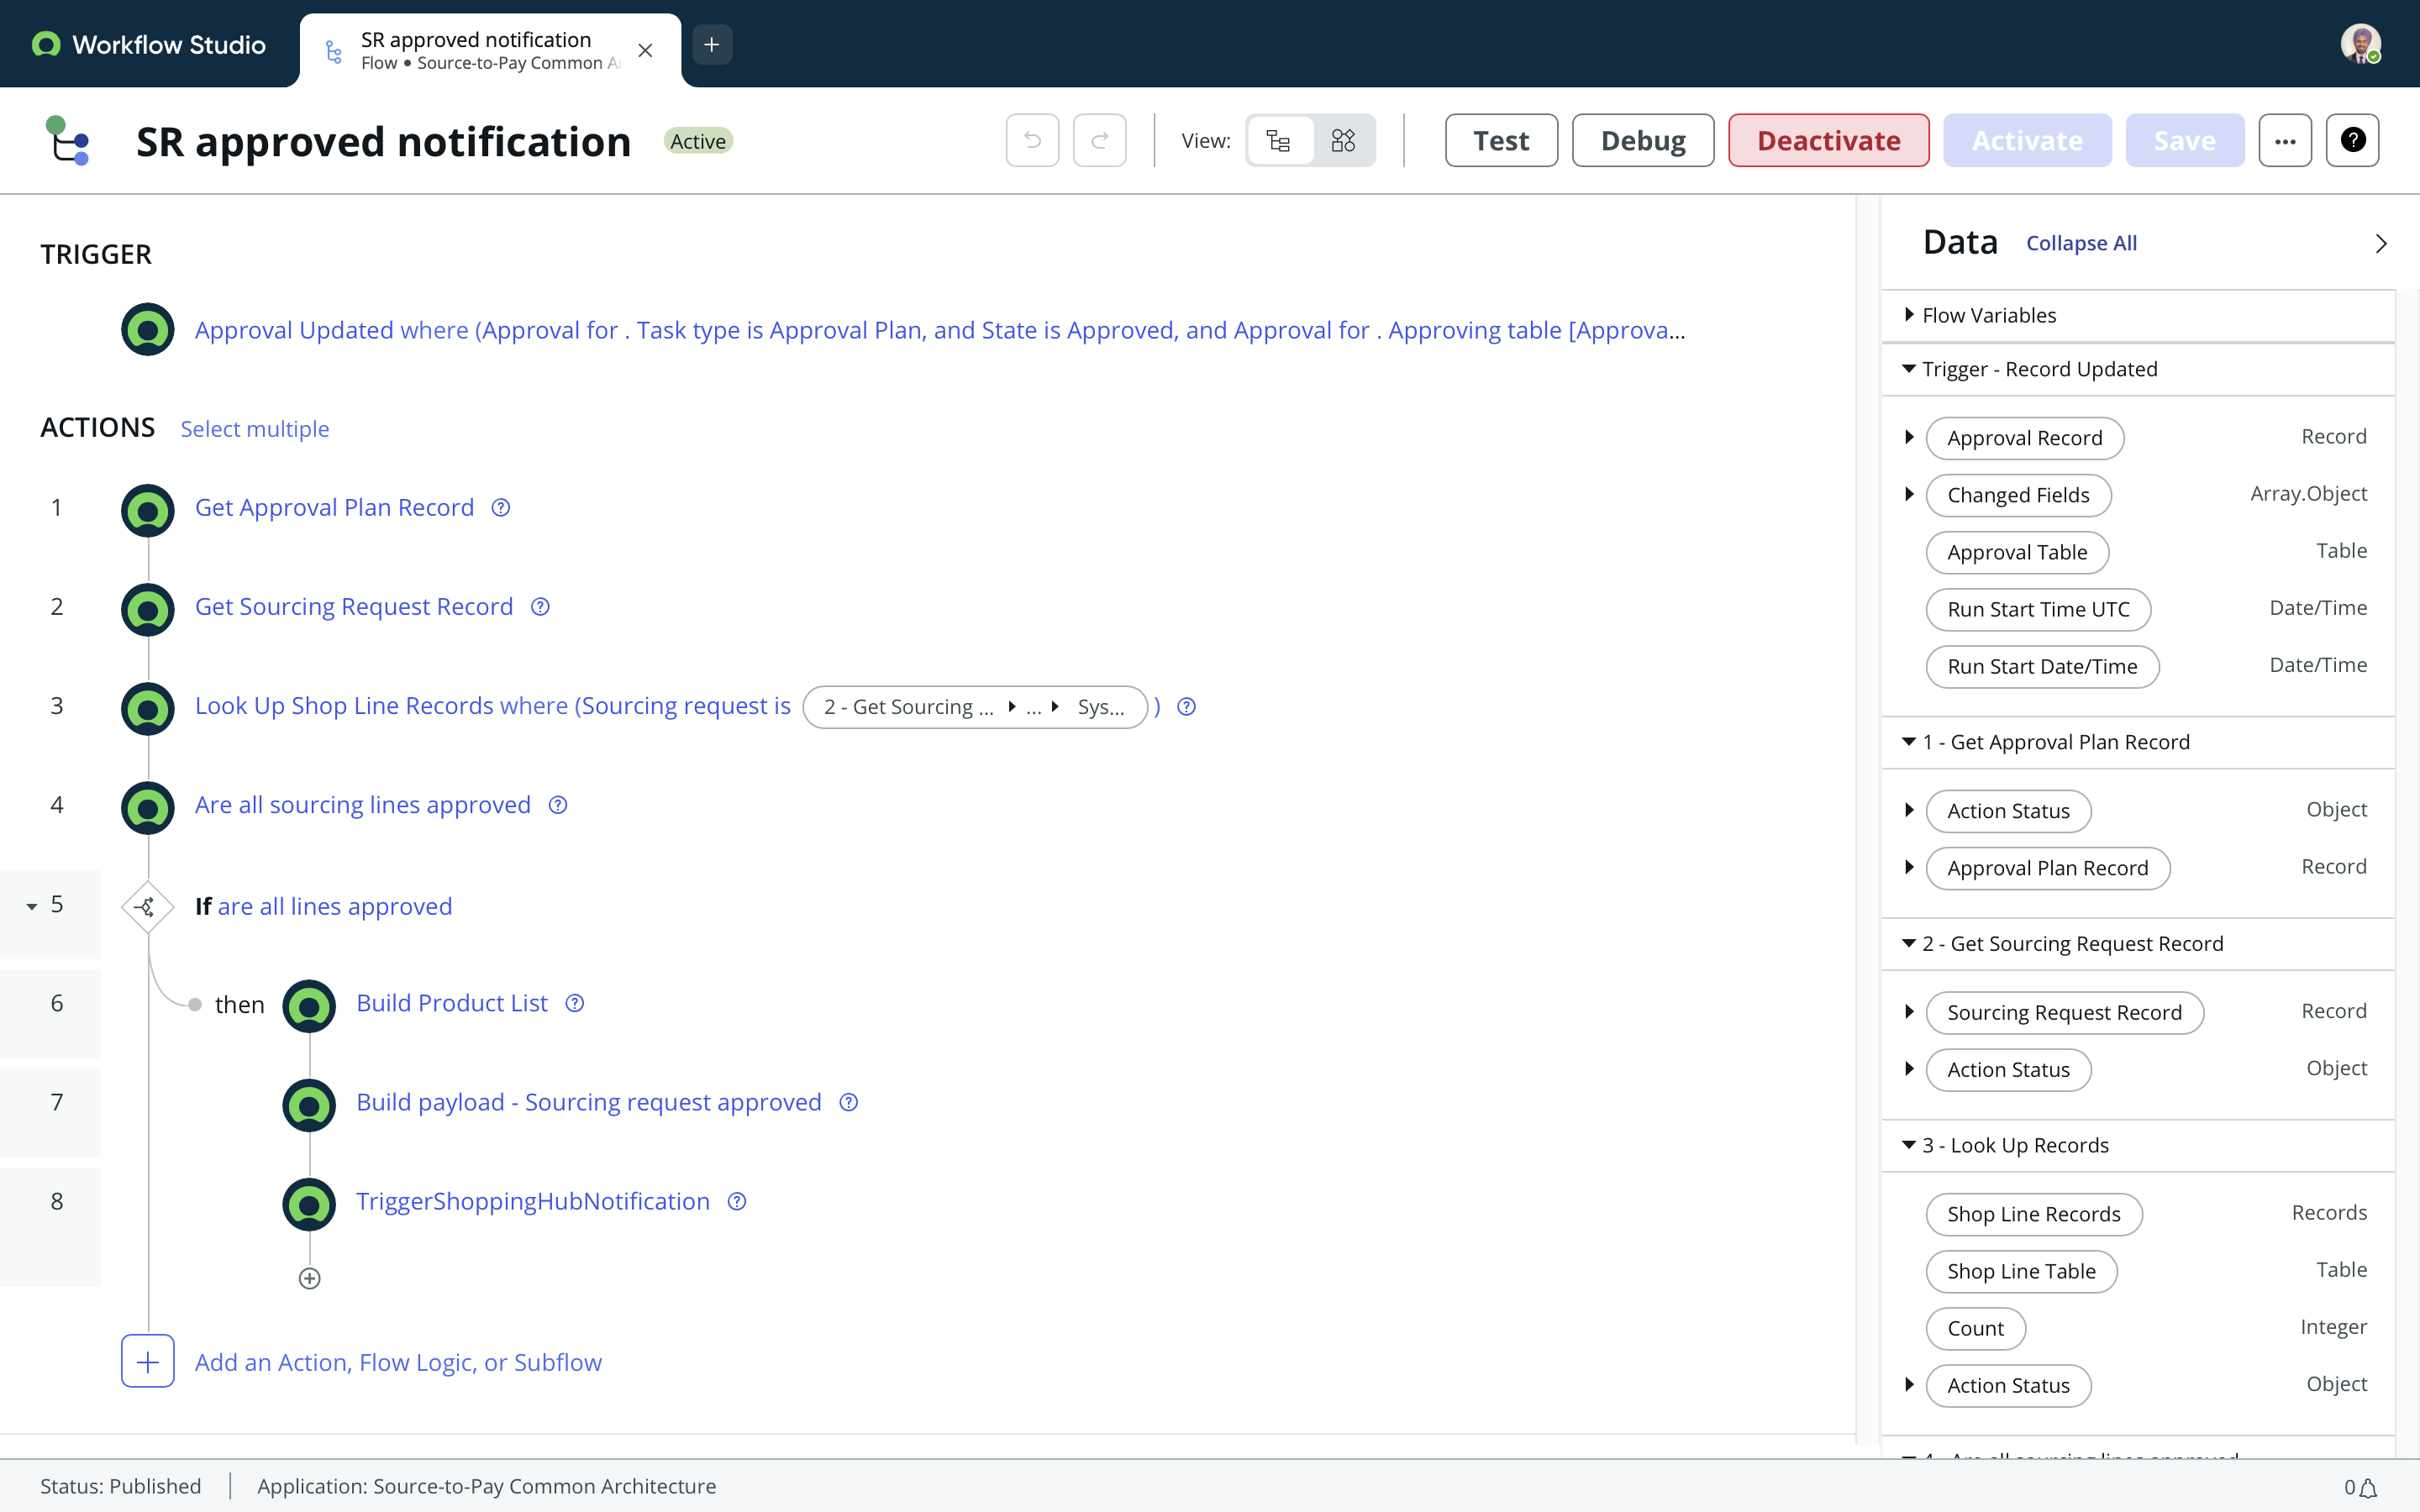 Workflow Studio
SR approved notification
Flow • Source-to-Pay Common A
SR approved notification
Active
View:
Test
Debug
Deactivate
Activate
Save
TRIGGER
Approval Updated where (Approval for . Task type is Approval Plan, and State is Approved, and Approval for . Approving table [Approva...
ACTIONS
Select multiple
1
Get Approval Plan Record
2
Get Sourcing Request Record
3
Look Up Shop Line Records where (Sourcing request is 2 - Get Sourcing ... ▸ ... ▸ Sys... )
4
Are all sourcing lines approved
5
If are all lines approved
6
then
Build Product List
7
Build payload - Sourcing request approved
8
TriggerShoppingHubNotification
Add an Action, Flow Logic, or Subflow
Data
Collapse All
Flow Variables
Trigger - Record Updated
Approval Record
Record
Changed Fields
Array.Object
Approval Table
Table
Run Start Time UTC
Date/Time
Run Start Date/Time
Date/Time
1 - Get Approval Plan Record
Action Status
Object
Approval Plan Record
Record
2 - Get Sourcing Request Record
Sourcing Request Record
Record
Action Status
Object
3 - Look Up Records
Shop Line Records
Records
Shop Line Table
Table
Count
Integer
Action Status
Object
4 - Are all sourcing lines approved
Status: Published
Application: Source-to-Pay Common Architecture
0